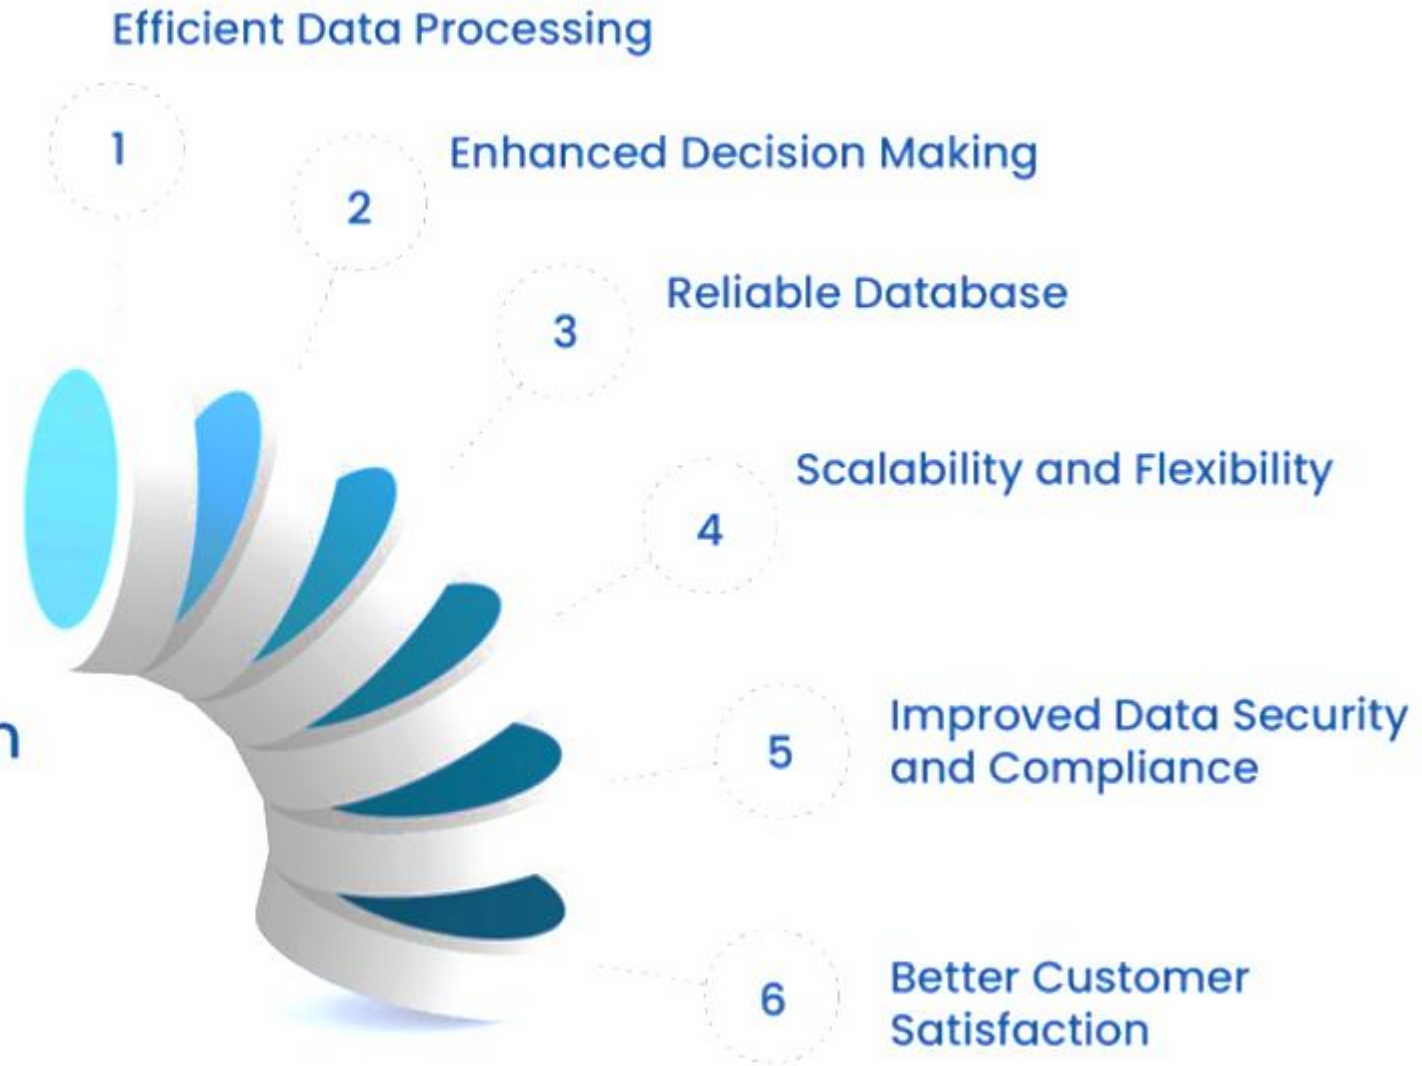 Efficient Data Processing
1
Enhanced Decision Making
2
Reliable Database
3
Scalability and Flexibility
4
Improved Data Security
and Compliance
5
Better Customer
Satisfaction
6